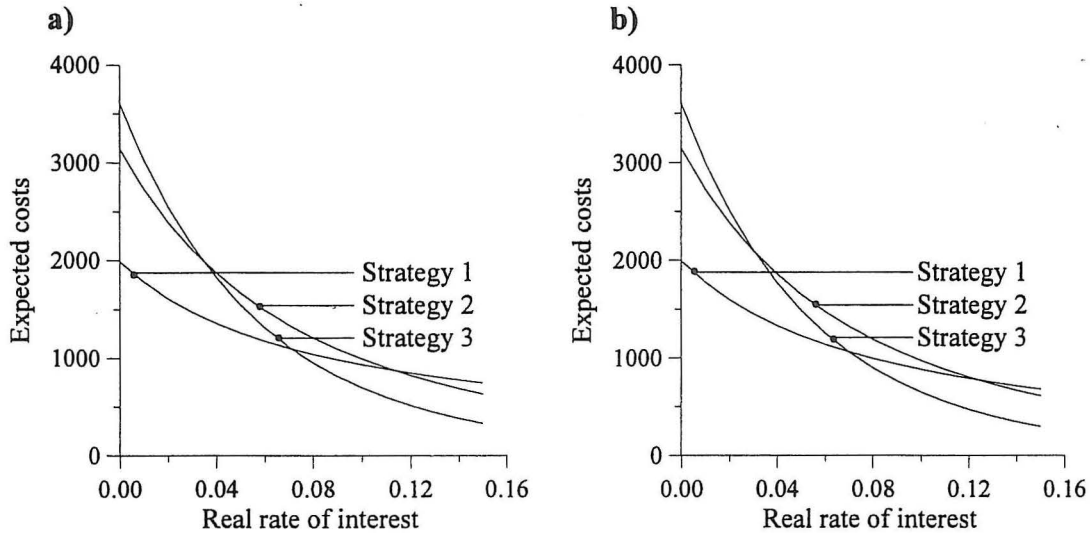 a)
4000
3000
2000
1000
0
Expected costs
Strategy 1
Strategy 2
Strategy 3
0.00 0.04 0.08 0.12 0.16
Real rate of interest
b)
4000
3000
2000
1000
0
Expected costs
Strategy 1
Strategy 2
Strategy 3
0.00 0.04 0.08 0.12 0.16
Real rate of interest